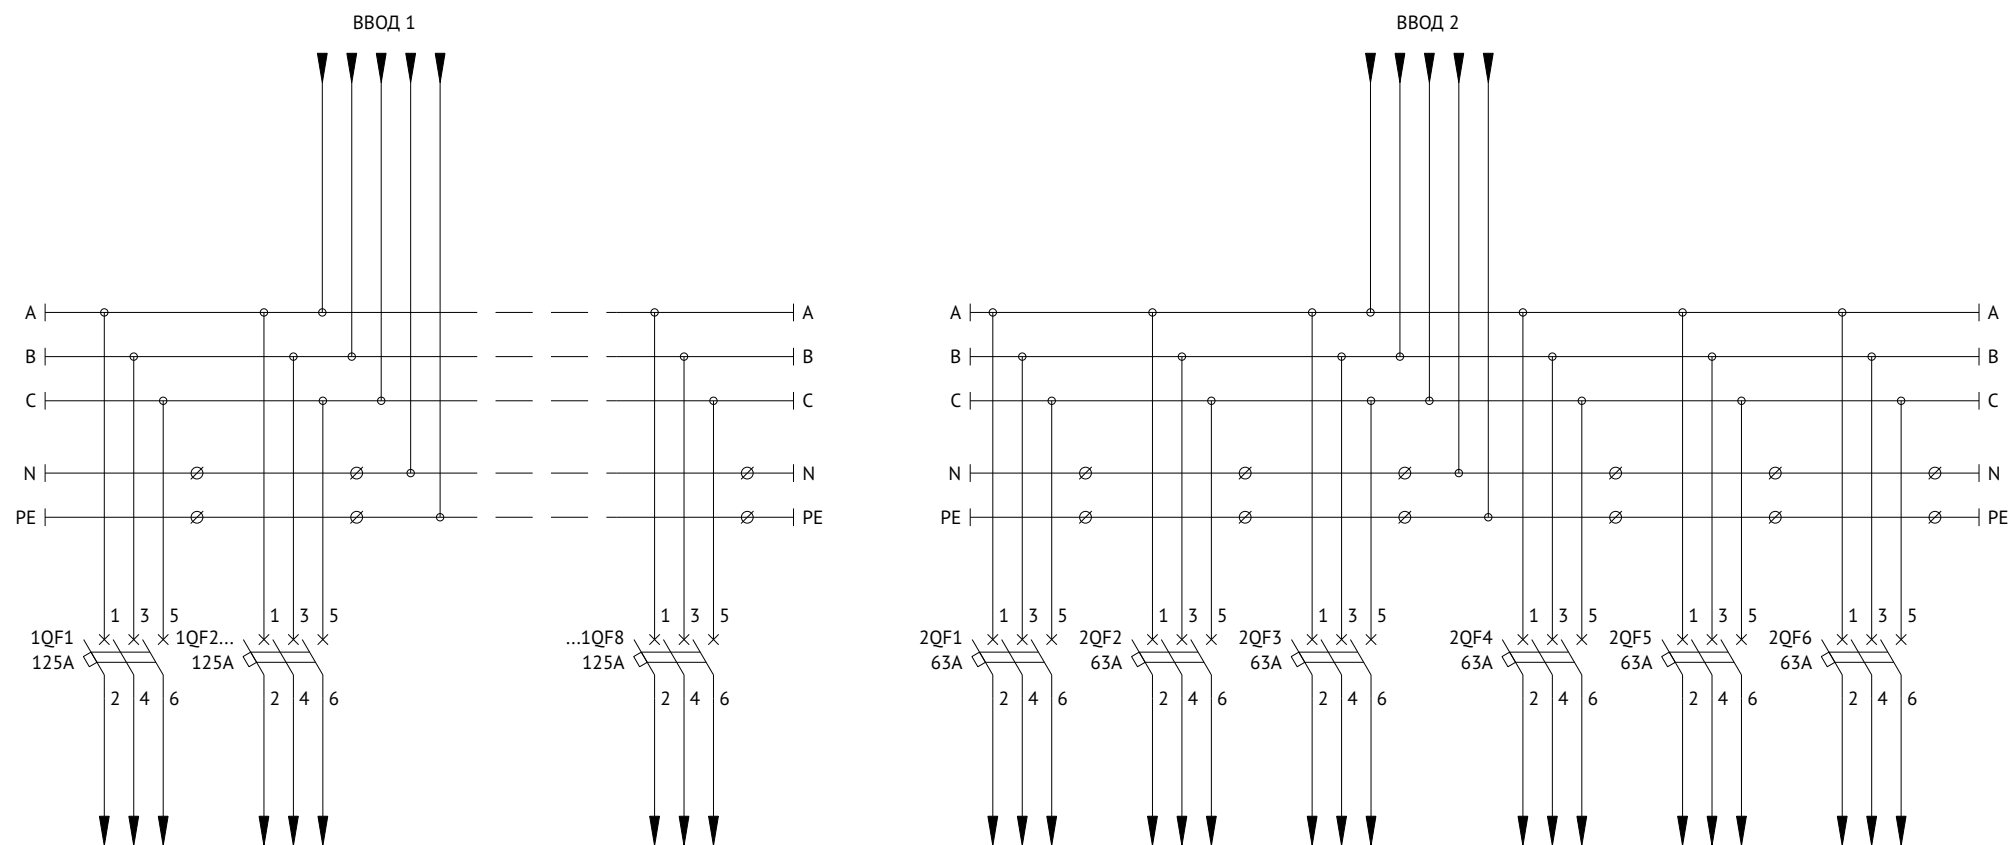 ВВОД 1 ВВОД 2
A A A A
B B B B
C C C C
N N N N
PE PE PE PE
1 3 5 1 3 5 1 3 5 1 3 5 1 3 5 1 3 5 1 3 5 1 3 5 1 3 5
1QF1 1QF2... ...1QF8 2QF1 2QF2 2QF3 2QF4 2QF5 2QF6
125A 125A 125A 63A 63A 63A 63A 63A 63A
2 4 6 2 4 6 2 4 6 2 4 6 2 4 6 2 4 6 2 4 6 2 4 6 2 4 6